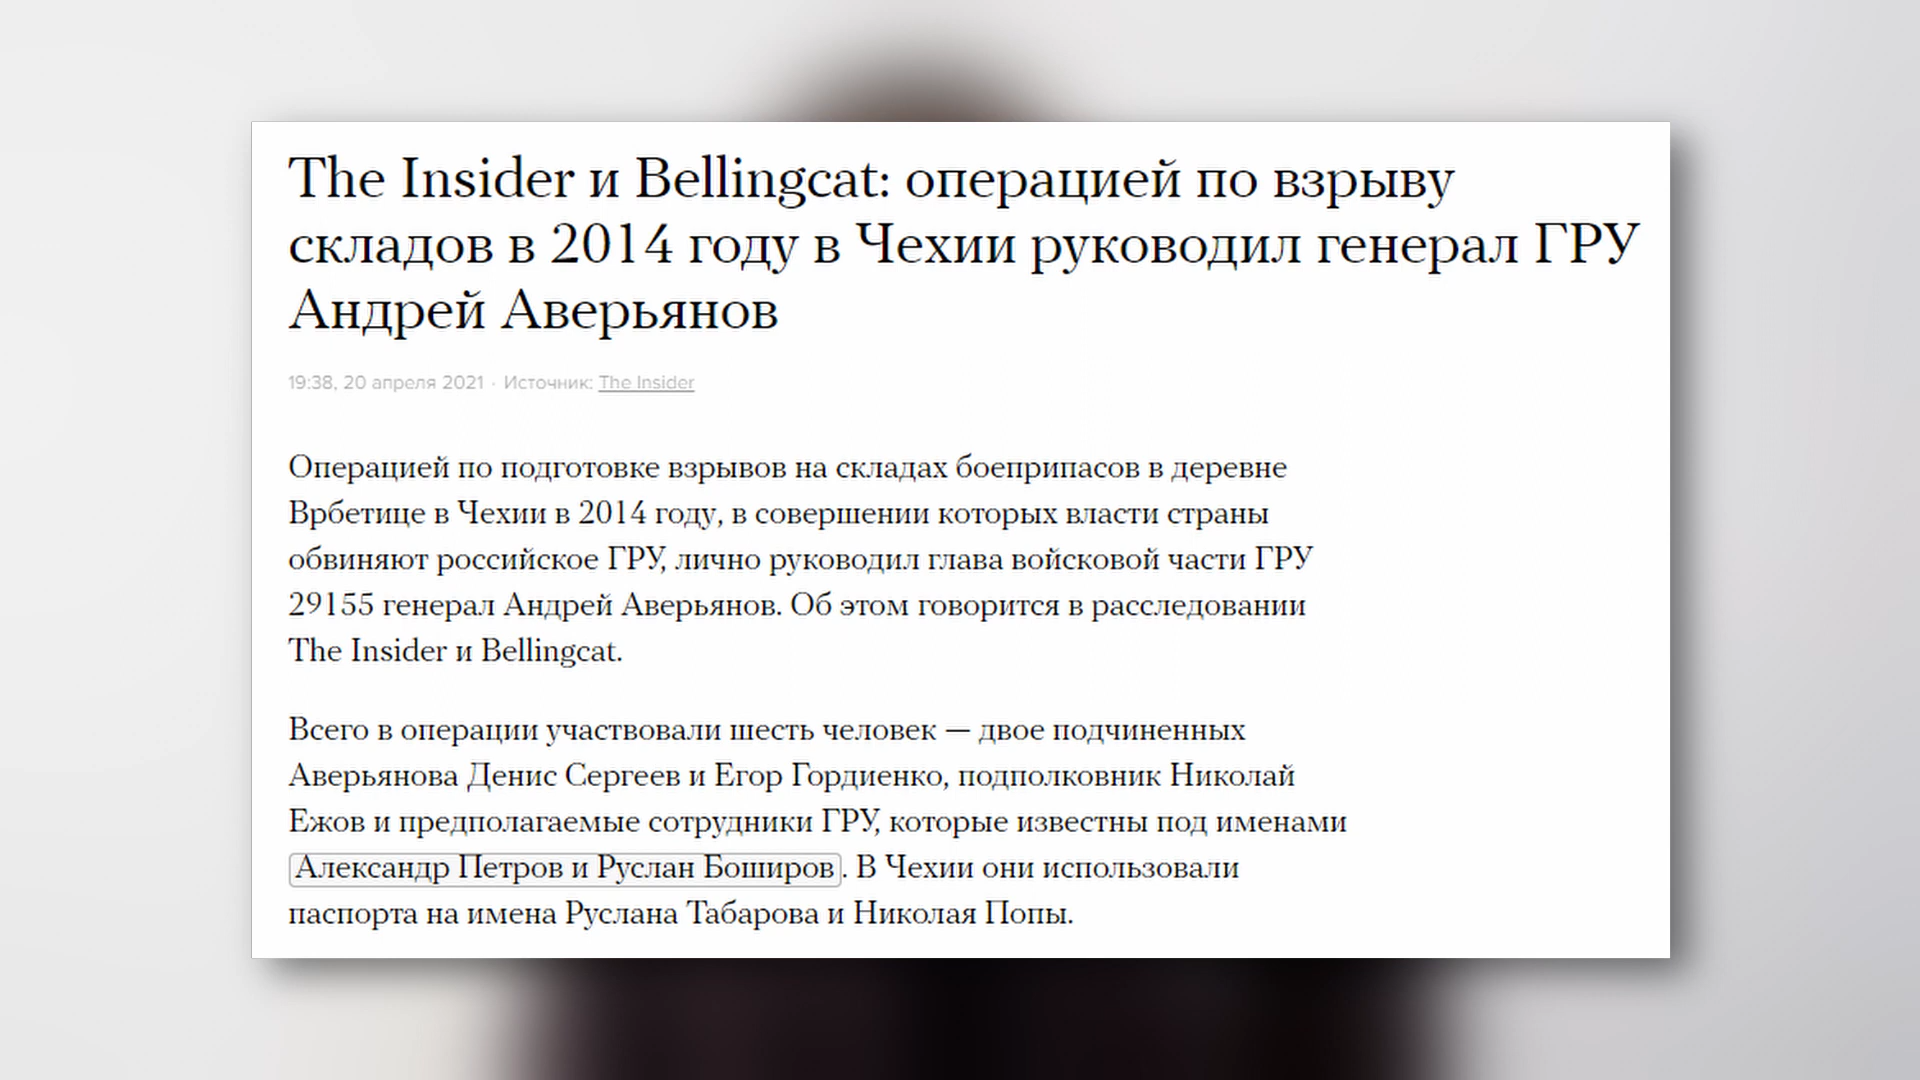 The Insider и Bellingcat: операцией по взрыву
складов в 2014 году в Чехии руководил генерал ГРУ
Андрей Аверьянов
19:38, 20 апреля 2021 · Источник: The Insider
Операцией по подготовке взрывов на складах боеприпасов в деревне
Врбетице в Чехии в 2014 году, в совершении которых власти страны
обвиняют российское ГРУ, лично руководил глава войсковой части ГРУ
29155 генерал Андрей Аверьянов. Об этом говорится в расследовании
The Insider и Bellingcat.
Всего в операции участвовали шесть человек — двое подчиненных
Аверьянова Денис Сергеев и Егор Гордиенко, подполковник Николай
Ежов и предполагаемые сотрудники ГРУ, которые известны под именами
Александр Петров и Руслан Боширов. В Чехии они использовали
паспорта на имена Руслана Табарова и Николая Попы.